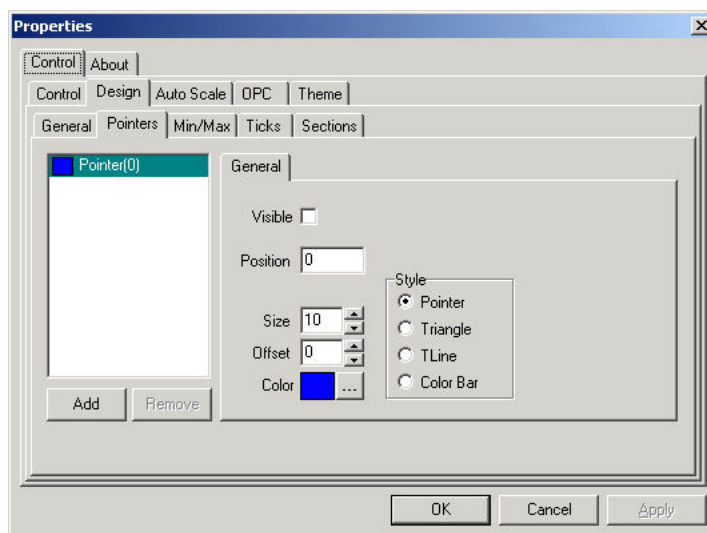 Properties
Control About
Control Design Auto Scale OPC Theme
General Pointers Min/Max Ticks Sections
Pointer(0)
General
Visible
Position 0
Style
Pointer
Size 10
Triangle
Offset 0
TLine
Color ...
Color Bar
Add Remove
OK Cancel Apply